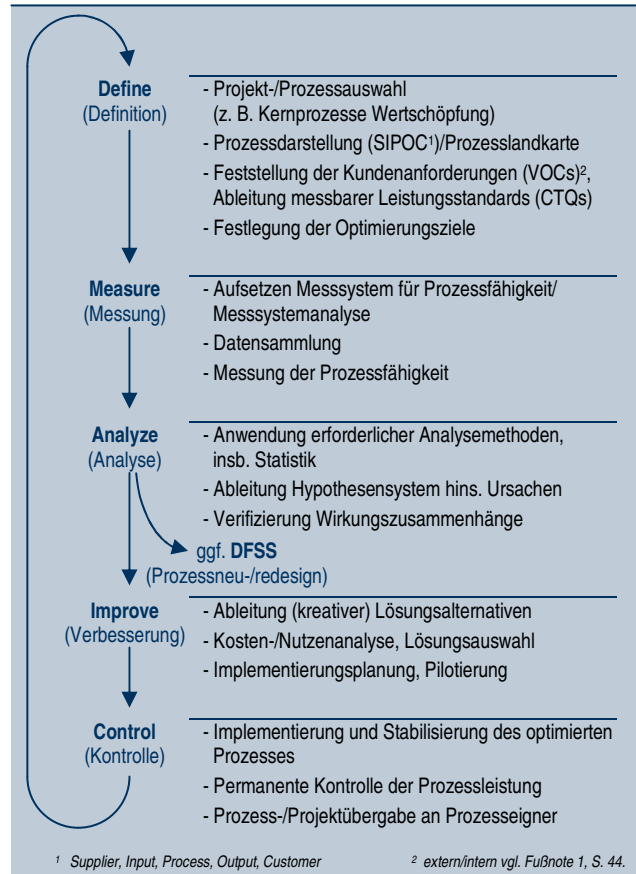 Define
(Definition)
- Projekt-/Prozessauswahl
(z. B. Kernprozesse Wertschöpfung)
- Prozessdarstellung (SIPOC¹)/Prozesslandkarte
- Feststellung der Kundenanforderungen (VOCs)²,
Ableitung messbarer Leistungsstandards (CTQs)
- Festlegung der Optimierungsziele
Measure
(Messung)
- Aufsetzen Messsystem für Prozessfähigkeit/
Messsystemanalyse
- Datensammlung
- Messung der Prozessfähigkeit
Analyze
(Analyse)
- Anwendung erforderlicher Analysemethoden,
insb. Statistik
- Ableitung Hypothesensystem hins. Ursachen
- Verifizierung Wirkungszusammenhänge
ggf. DFSS
(Prozessneu-/redesign)
Improve
(Verbesserung)
- Ableitung (kreativer) Lösungsalternativen
- Kosten-/Nutzenanalyse, Lösungsauswahl
- Implementierungsplanung, Pilotierung
Control
(Kontrolle)
- Implementierung und Stabilisierung des optimierten
Prozesses
- Permanente Kontrolle der Prozessleistung
- Prozess-/Projektübergabe an Prozesseigner
¹ Supplier, Input, Process, Output, Customer
² extern/intern vgl. Fußnote 1, S. 44.